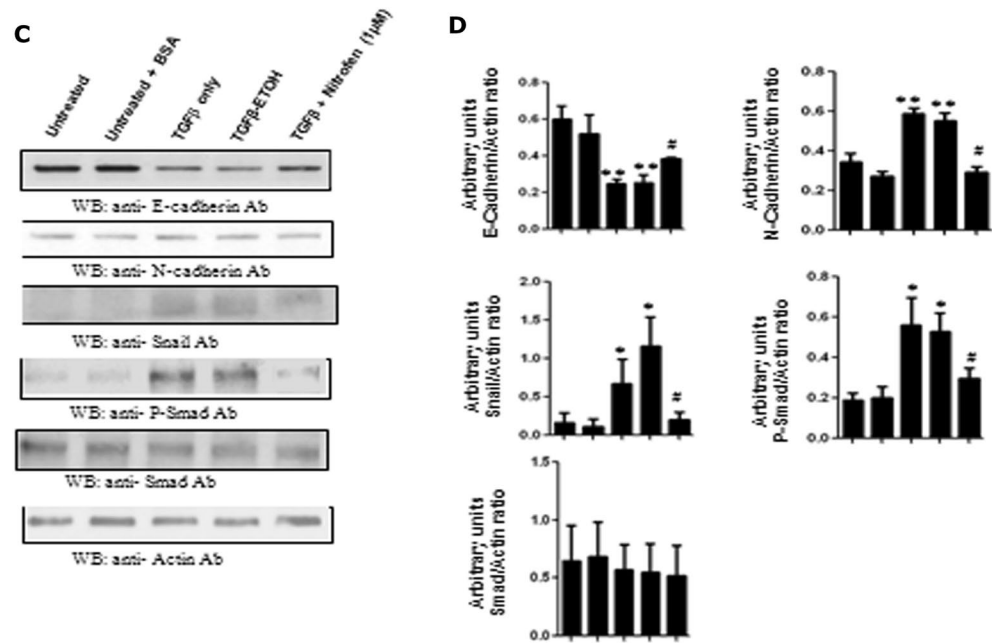 C
Untreated
Untreated + BSA
TGFβ only
TGFβ-ETOH
TGFβ + Nitrofen (1µM)
WB: anti- E-cadherin Ab
WB: anti- N-cadherin Ab
WB: anti- Snail Ab
WB: anti- P-Smad Ab
WB: anti- Smad Ab
WB: anti- Actin Ab
D
Arbitrary units
E-Cadherin/Actin ratio
0.8
0.6
0.4
0.2
0.0
**
**
#
Arbitrary units
N-Cadherin/Actin ratio
0.8
0.6
0.4
0.2
0.0
**
**
#
Arbitrary units
Snail/Actin ratio
2.0
1.5
1.0
0.5
0.0
*
*
#
Arbitrary units
P-Smad/Actin ratio
0.8
0.6
0.4
0.2
0.0
*
*
#
Arbitrary units
Smad/Actin ratio
1.5
1.0
0.5
0.0